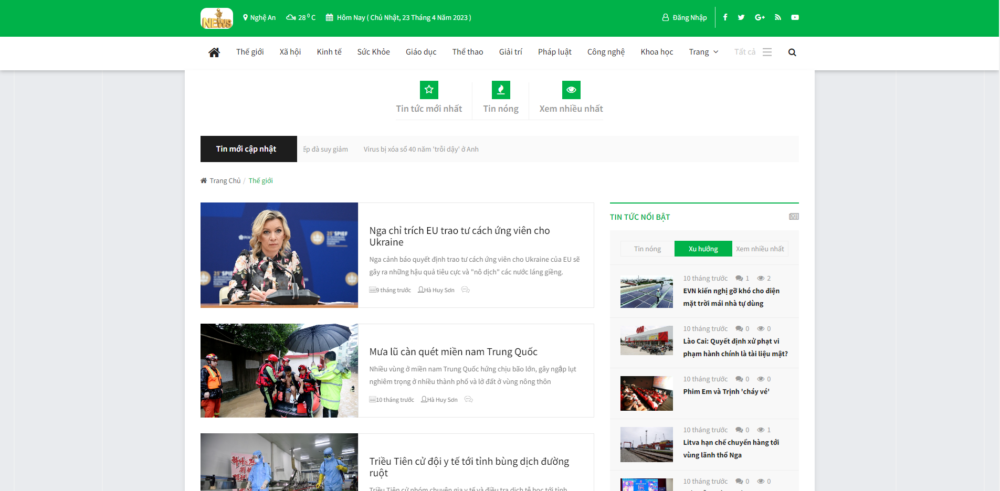 NEWS
Nghệ An
28 0 C
Hôm Nay ( Chủ Nhật, 23 Tháng 4 Năm 2023 )
Đăng Nhập
Thế giới
Xã hội
Kinh tế
Sức Khỏe
Giáo dục
Thể thao
Giải trí
Pháp luật
Công nghệ
Khoa học
Trang
Tất cả
Tin tức mới nhất
Tin nóng
Xem nhiều nhất
Tin mới cập nhật
ếp đà suy giảm
Virus bị xóa sổ 40 năm 'trỗi dậy' ở Anh
Trang Chủ / Thế giới
25 SPIEF
Nga chỉ trích EU trao tư cách ứng viên cho
Ukraine
Nga cảnh báo quyết định trao tư cách ứng viên cho Ukraine của EU sẽ
gây ra những hậu quả tiêu cực và "nô dịch" các nước láng giềng.
9 tháng trước
Hà Huy Sơn
Mưa lũ càn quét miền nam Trung Quốc
Nhiều vùng ở miền nam Trung Quốc hứng chịu bão lớn, gây ngập lụt
nghiêm trọng ở nhiều thành phố và lở đất ở vùng nông thôn
10 tháng trước
Hà Huy Sơn
Triều Tiên cử đội y tế tới tỉnh bùng dịch đường
ruột
Triều Tiên cử nhóm chuyên gia y tế và điều tra dịch tễ học tới tỉnh
TIN TỨC NỔI BẬT
Tin nóng
Xu hướng
Xem nhiều nhất
10 tháng trước 1 2
EVN kiến nghị gỡ khó cho điện
mặt trời mái nhà tự dùng
10 tháng trước 0 0
Lào Cai: Quyết định xử phạt vi
phạm hành chính là tài liệu mật?
10 tháng trước 0 0
Phim Em và Trịnh 'cháy vé'
10 tháng trước 0 1
Litva hạn chế chuyển hàng tới
vùng lãnh thổ Nga
10 tháng trước 0 0